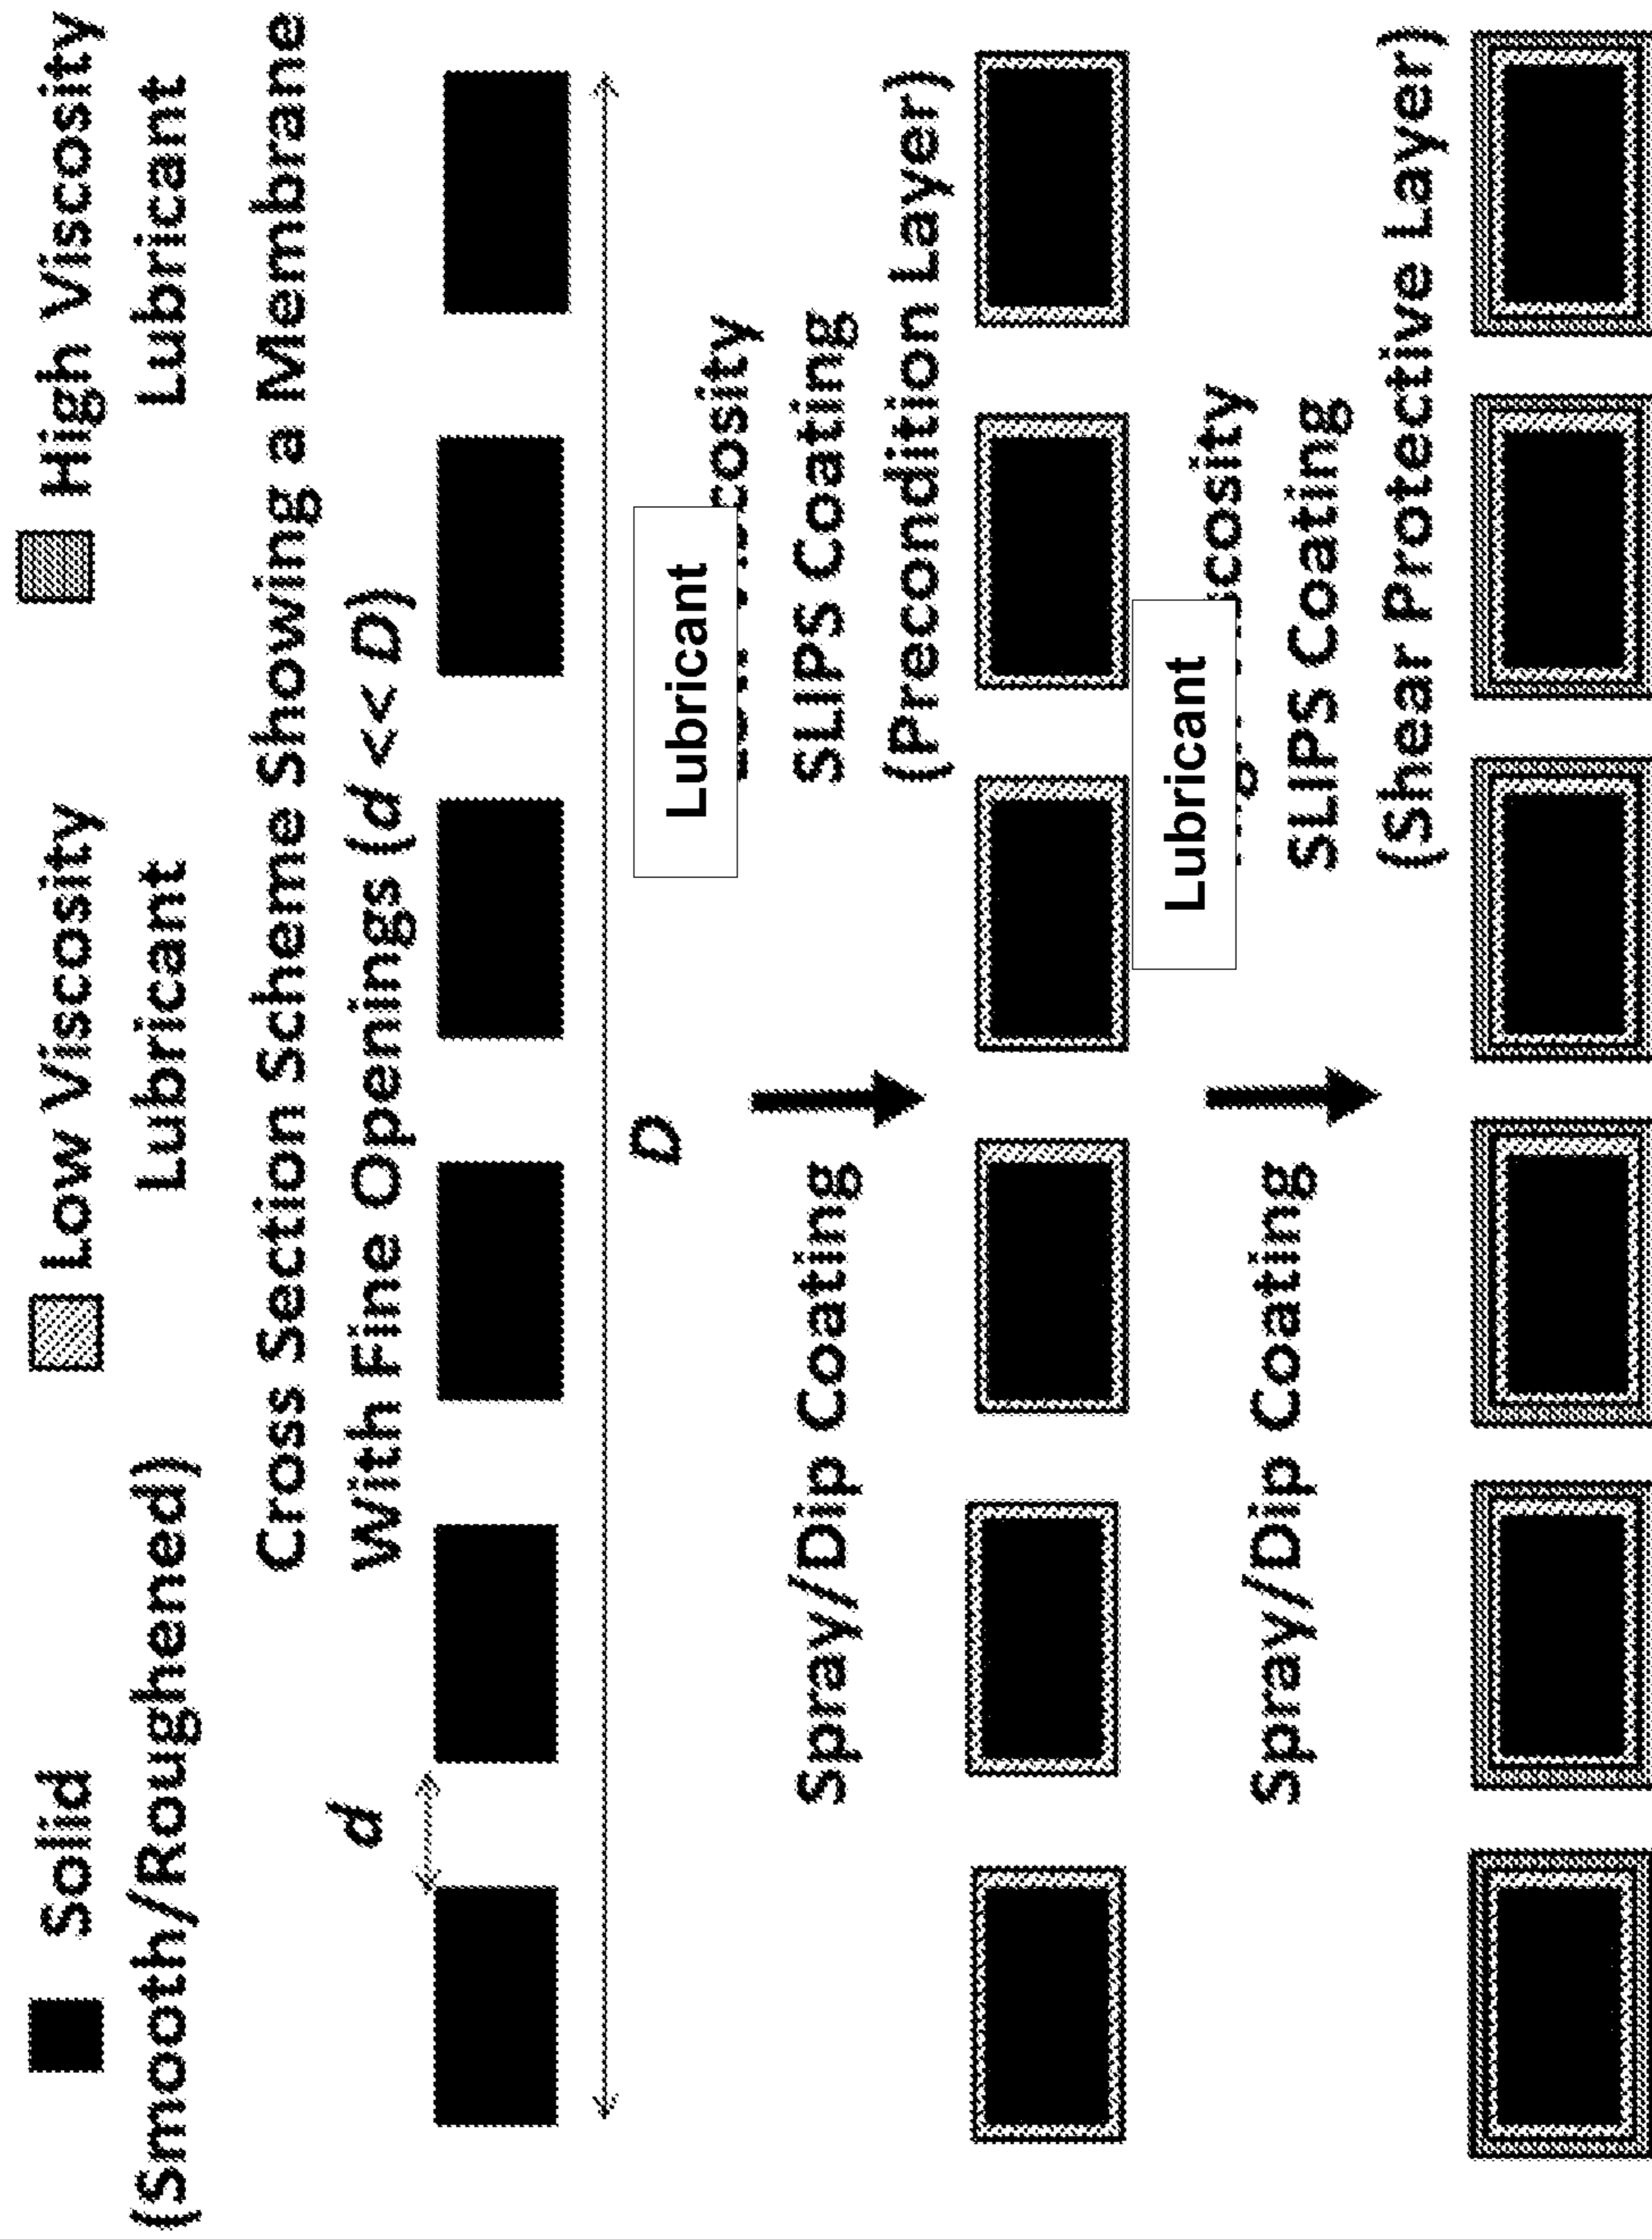 Solid
(Smooth/Roughened)
Low Viscosity
Lubricant
High Viscosity
Lubricant
Cross Section Scheme Showing a Membrane
With Fine Openings (d << D)
d
D
Spray/Dip Coating
Lubricant
SLIPS Coating
(Precondition Layer)
Spray/Dip Coating
Lubricant
SLIPS Coating
(Shear Protective Layer)